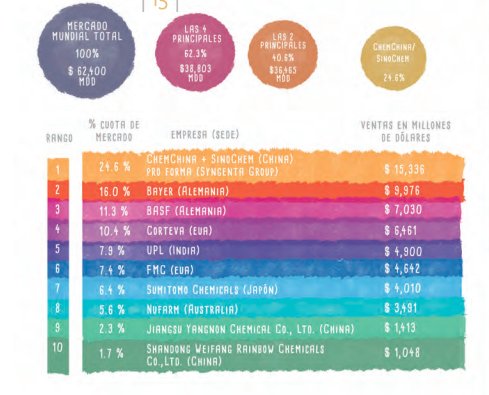 15
MERCADO
MUNDIAL TOTAL
100%
$ 62,400
MDD
LAS 4
PRINCIPALES
62.3%
$38,803
MDD
LAS 2
PRINCIPALES
40.6%
$36,465
MDD
CHEMCHINA/
SINOCHEM
24.6%
RANGO
% CUOTA DE
MERCADO
EMPRESA (SEDE)
VENTAS EN MILLONES
DE DÓLARES
1 24.6 % CHEMCHINA + SINOCHEM (CHINA)
PRO FORMA (SYNGENTA GROUP) $ 15,336
2 16.0 % BAYER (ALEMANIA) $ 9,976
3 11.3 % BASF (ALEMANIA) $ 7,030
4 10.4 % CORTEVA (EUA) $ 6,461
5 7.9 % UPL (INDIA) $ 4,900
6 7.4 % FMC (EUA) $ 4,642
7 6.4 % SUMITOMO CHEMICALS (JAPÓN) $ 4,010
8 5.6 % NUFARM (AUSTRALIA) $ 3,491
9 2.3 % JIANGSU YANGNON CHEMICAL CO., LTD. (CHINA) $ 1,413
10 1.7 % SHANDONG WEIFANG RAINBOW CHEMICALS
CO.,LTD. (CHINA) $ 1,048